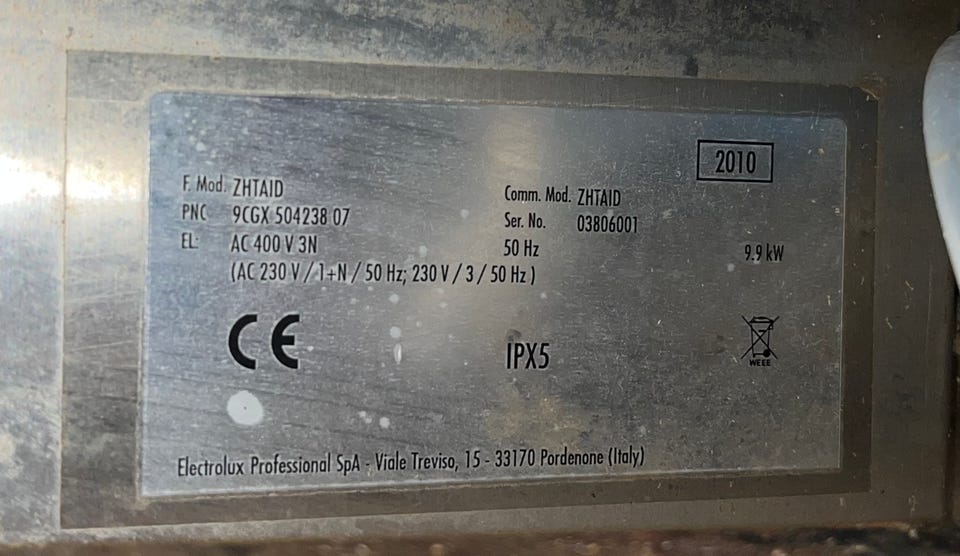 2010
F. Mod. ZHTAID Comm. Mod. ZHTAID
PNC 9CGX 504238 07 Ser. No. 03806001
EL: AC 400 V 3N 50 Hz 9.9 kW
(AC 230 V / 1+N / 50 Hz; 230 V / 3 / 50 Hz )
CE IPX5 WEEE
Electrolux Professional SpA - Viale Treviso, 15 - 33170 Pordenone (Italy)